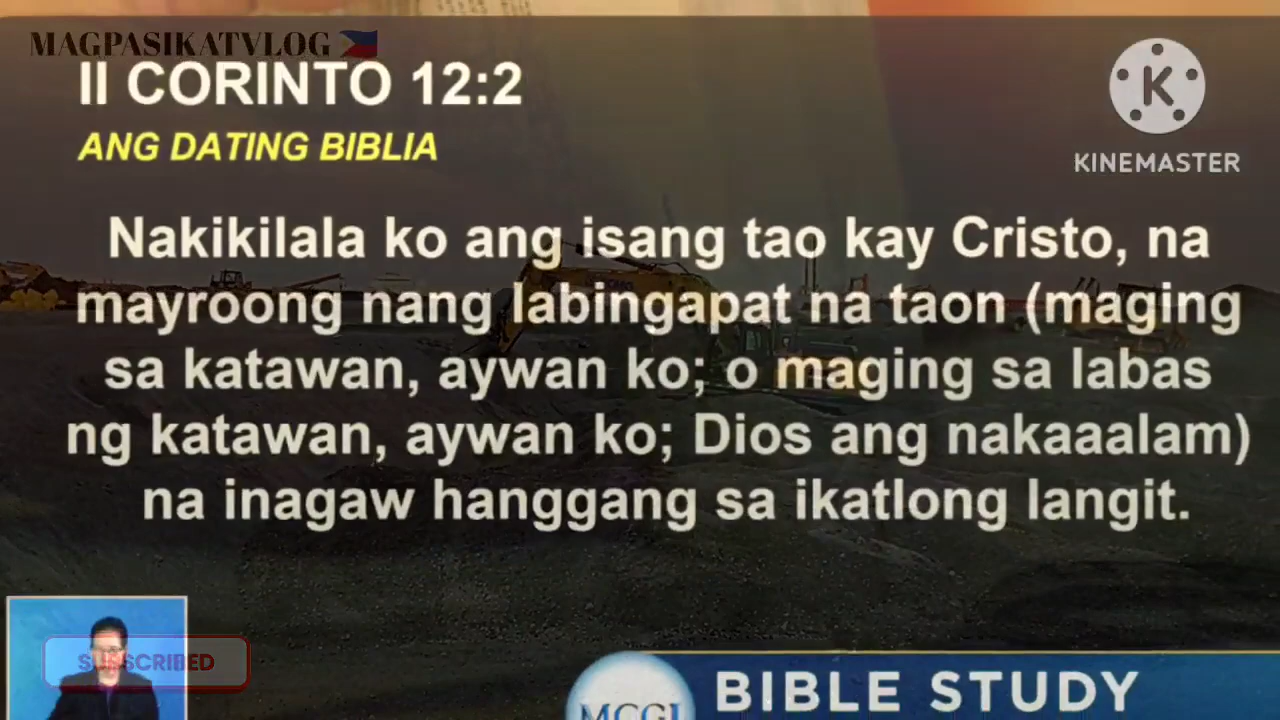 MAGPASIKATVLOG
II CORINTO 12:2
ANG DATING BIBLIA
K
KINEMASTER
Nakikilala ko ang isang tao kay Cristo, na
mayroong nang labingapat na taon (maging
sa katawan, aywan ko; o maging sa labas
ng katawan, aywan ko; Dios ang nakaaalam)
na inagaw hanggang sa ikatlong langit.
SUBSCRIBED
MCGI
BIBLE STUDY